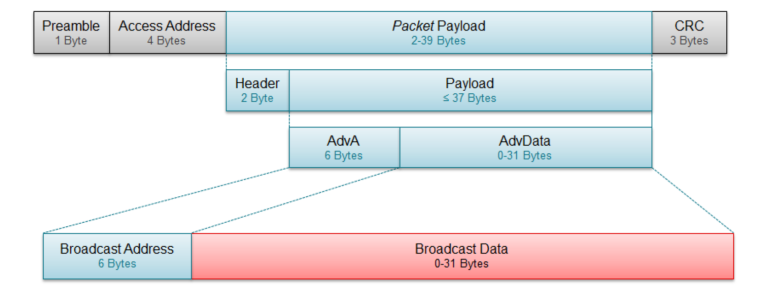 Preamble
1 Byte
Access Address
4 Bytes
Packet Payload
2-39 Bytes
CRC
3 Bytes
Header
2 Byte
Payload
≤ 37 Bytes
AdvA
6 Bytes
AdvData
0-31 Bytes
Broadcast Address
6 Bytes
Broadcast Data
0-31 Bytes